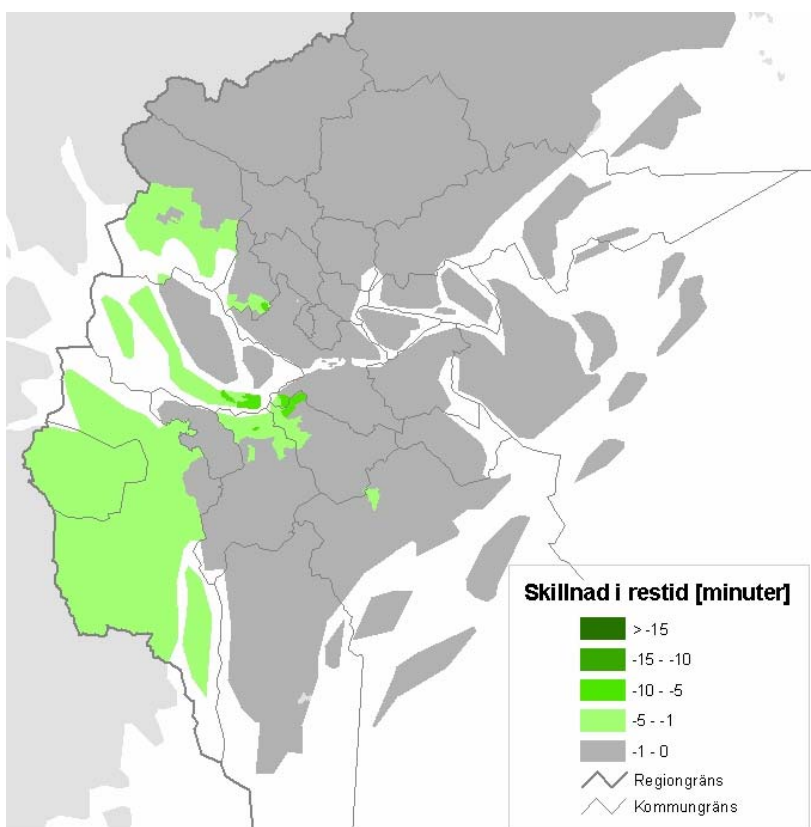 Skillnad i restid [minuter]
> -15
-15 - -10
-10 - -5
-5 - -1
-1 - 0
Regiongräns
Kommungräns